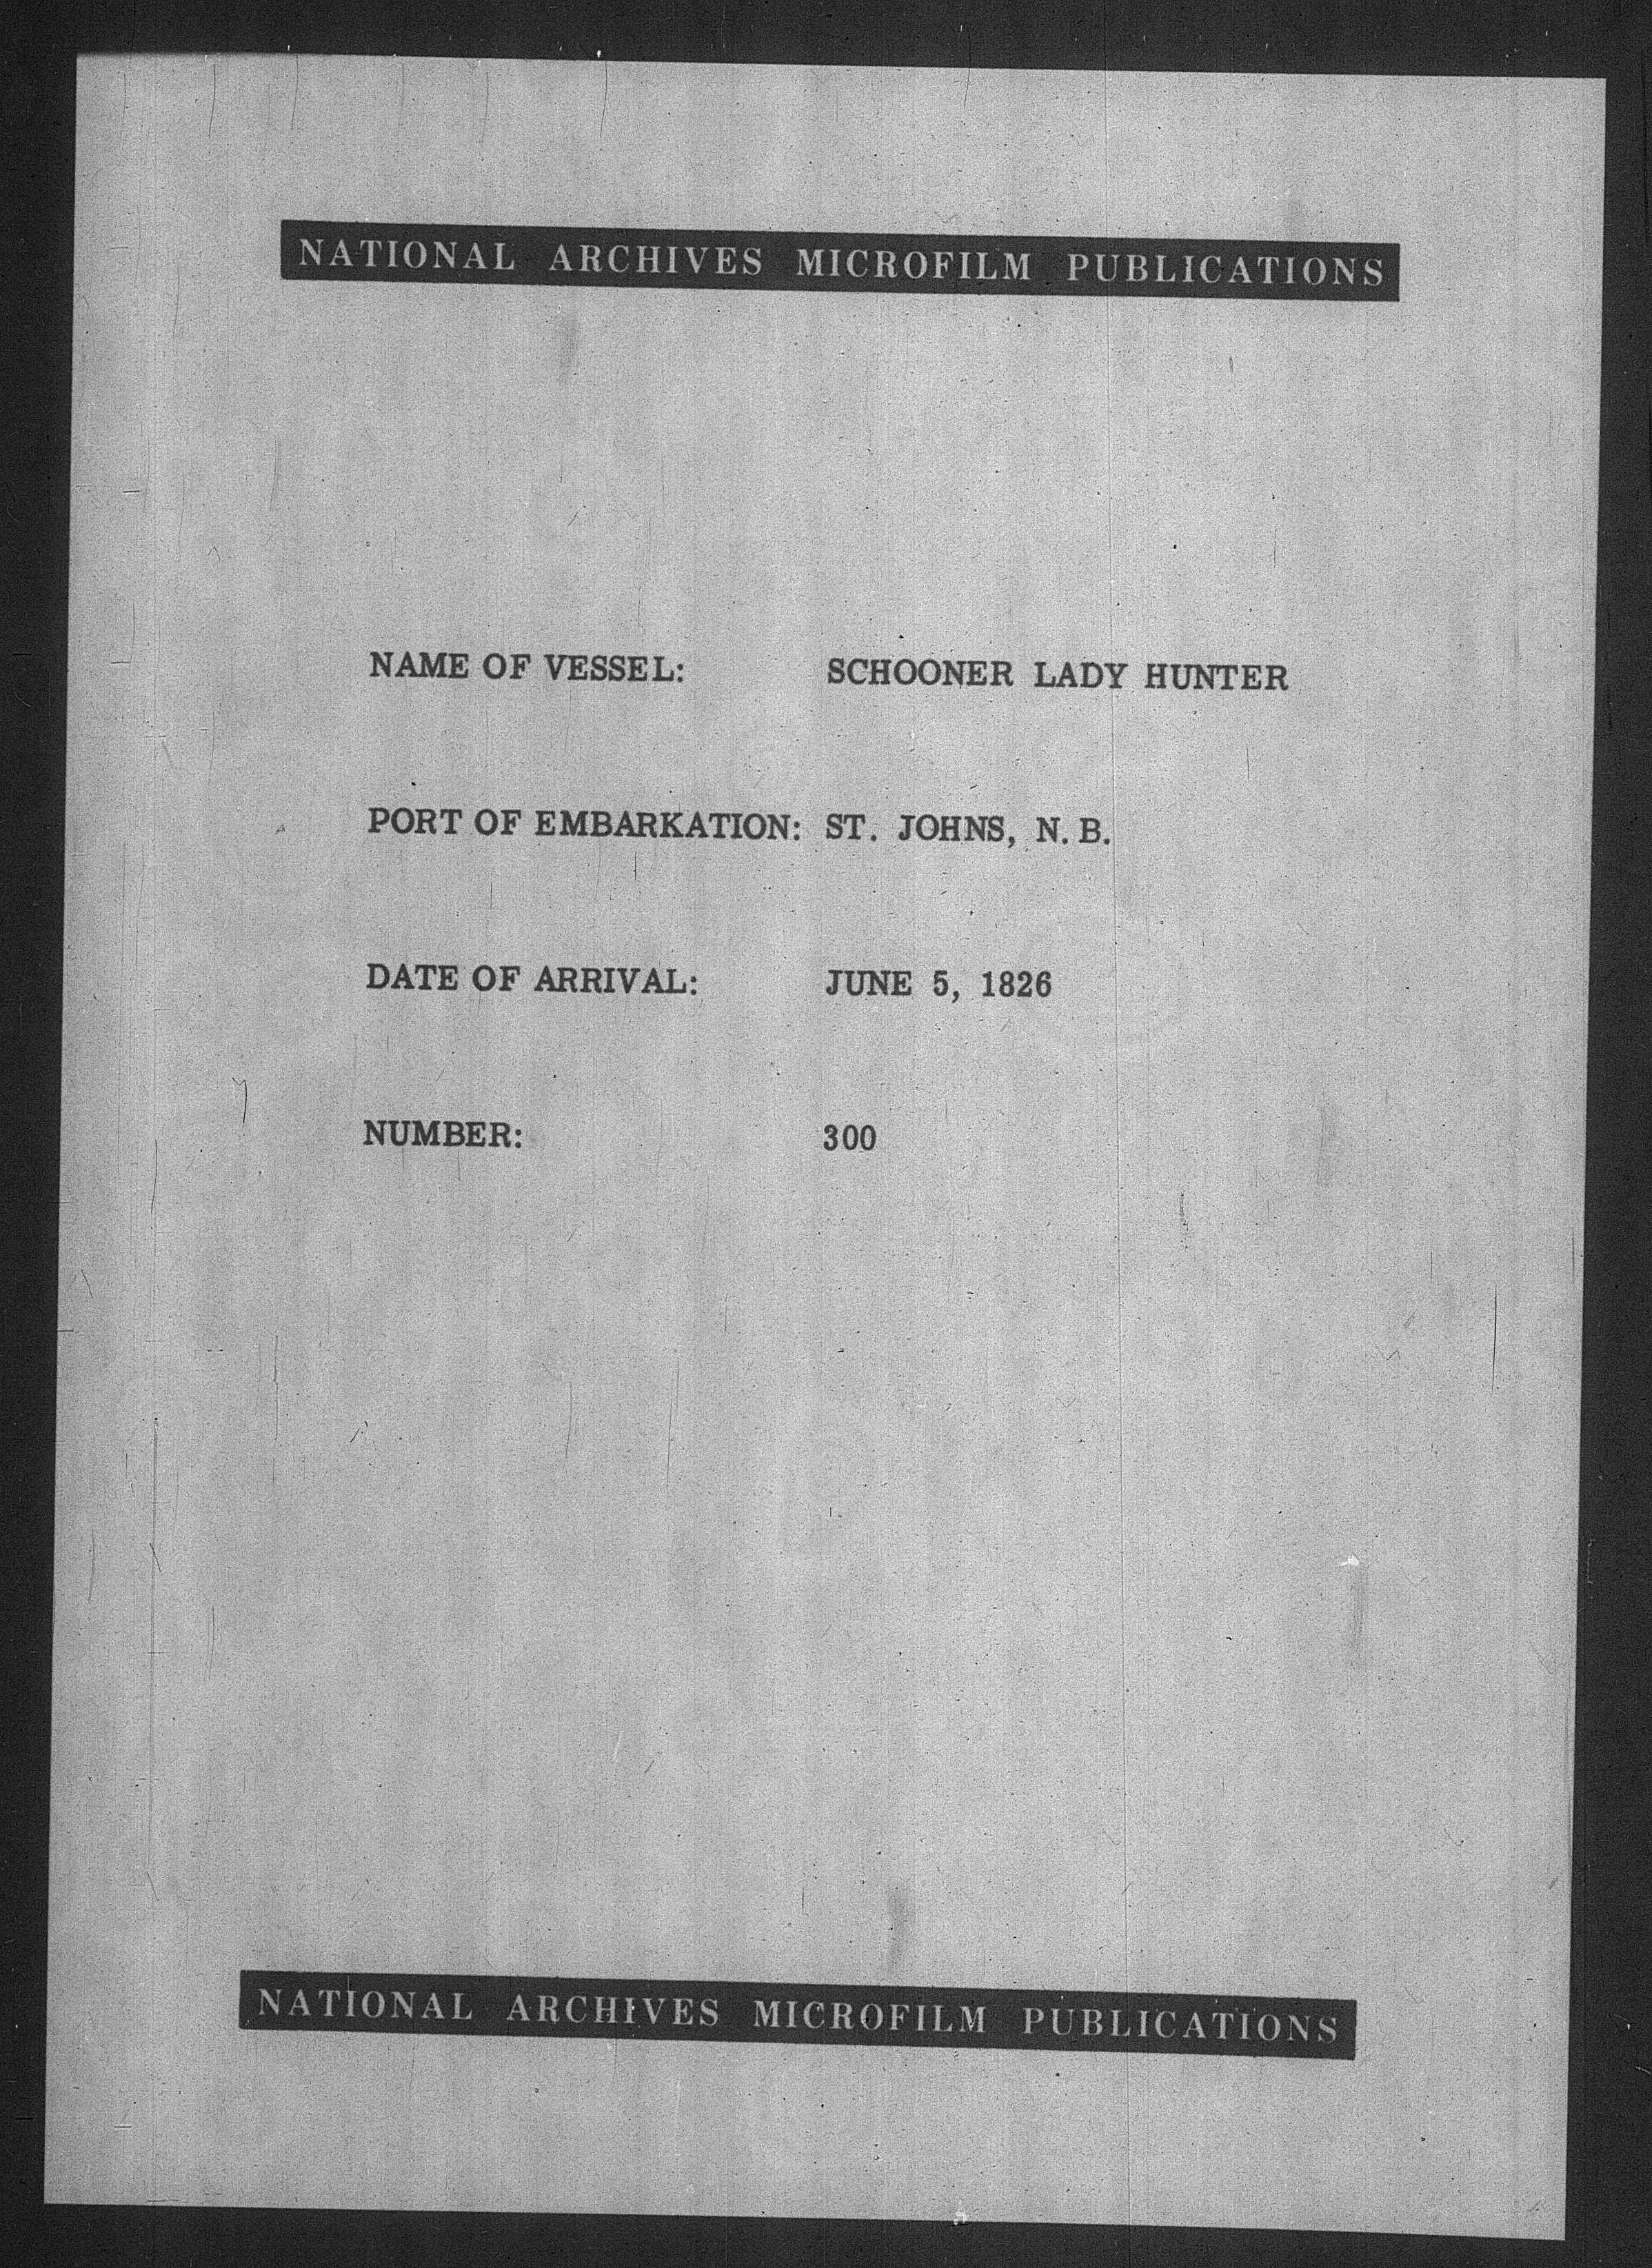 NATIONAL ARCHIVES MICROFILM PUBLICATIONS
NAME OF VESSEL: SCHOONER LADY HUNTER
PORT OF EMBARKATION: ST. JOHNS, N. B.
DATE OF ARRIVAL: JUNE 5, 1826
NUMBER: 300
NATIONAL ARCHIVES MICROFILM PUBLICATIONS